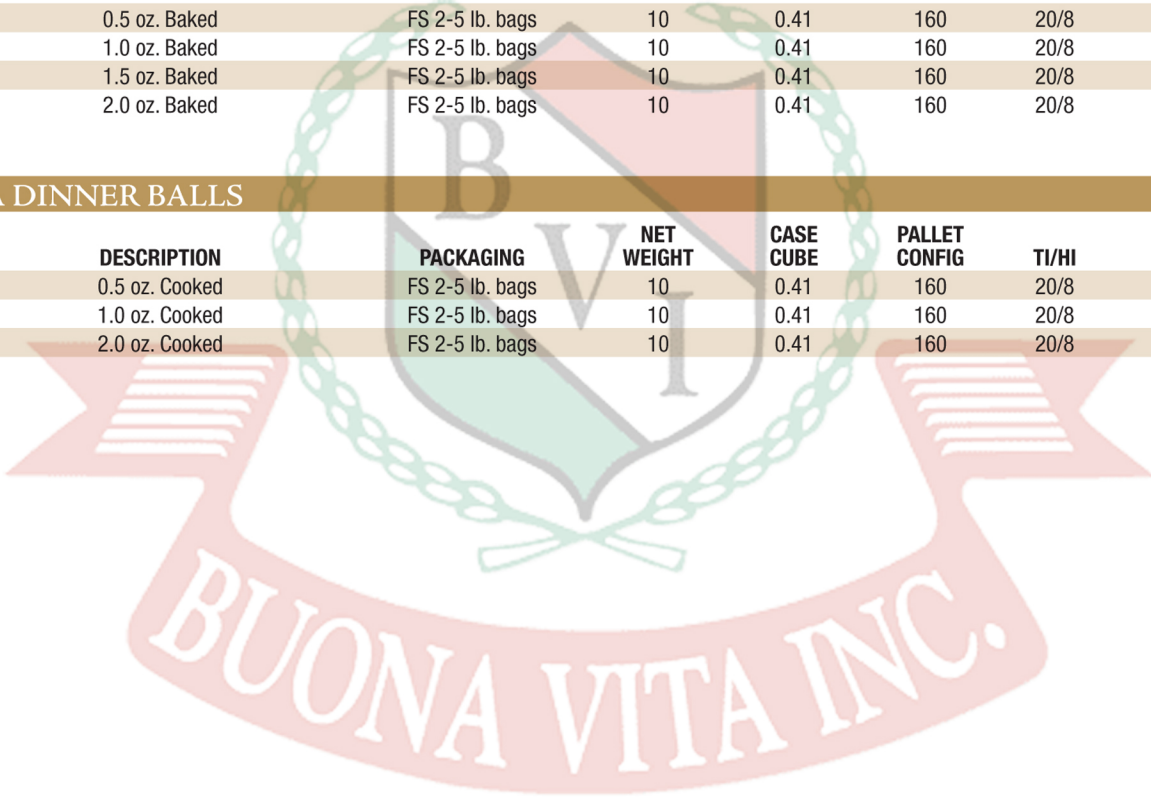 0.5 oz. Baked FS 2-5 lb. bags 10 0.41 160 20/8
1.0 oz. Baked FS 2-5 lb. bags 10 0.41 160 20/8
1.5 oz. Baked FS 2-5 lb. bags 10 0.41 160 20/8
2.0 oz. Baked FS 2-5 lb. bags 10 0.41 160 20/8
A DINNER BALLS
DESCRIPTION PACKAGING NET WEIGHT CASE CUBE PALLET CONFIG TI/HI
0.5 oz. Cooked FS 2-5 lb. bags 10 0.41 160 20/8
1.0 oz. Cooked FS 2-5 lb. bags 10 0.41 160 20/8
2.0 oz. Cooked FS 2-5 lb. bags 10 0.41 160 20/8
B
V
I
BUONA VITA INC.